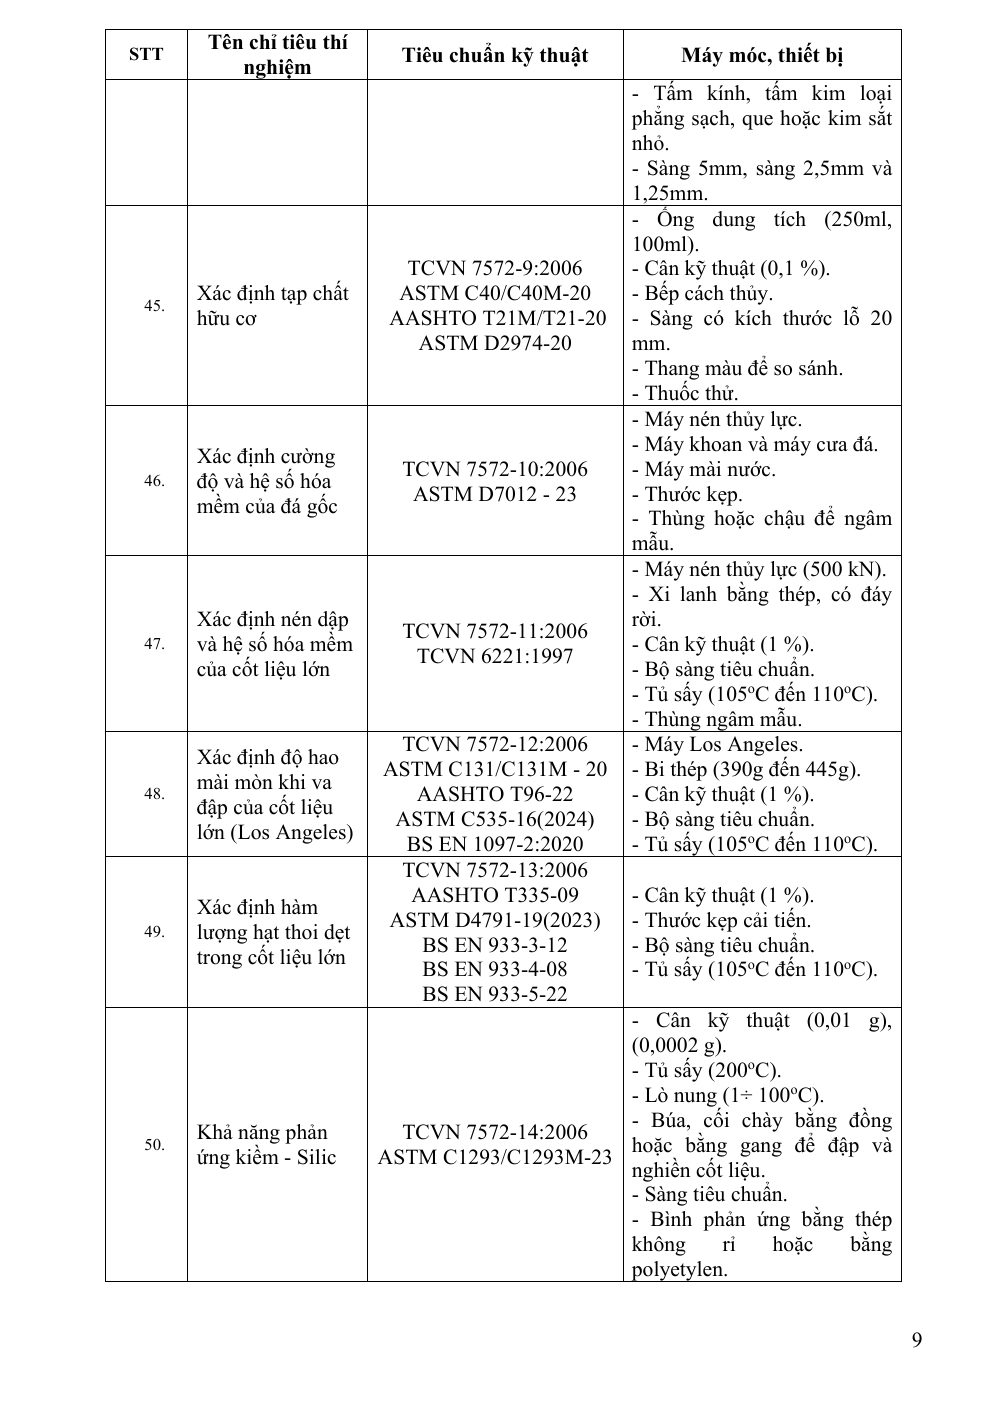 STT
Tên chỉ tiêu thí
nghiệm
Tiêu chuẩn kỹ thuật
Máy móc, thiết bị
- Tấm kính, tấm kim loại
phẳng sạch, que hoặc kim sắt
nhỏ.
- Sàng 5mm, sàng 2,5mm và
1,25mm.
45.
Xác định tạp chất
hữu cơ
TCVN 7572-9:2006
ASTM C40/C40M-20
AASHTO T21M/T21-20
ASTM D2974-20
- Ống dung tích (250ml,
100ml).
- Cân kỹ thuật (0,1 %).
- Bếp cách thủy.
- Sàng có kích thước lỗ 20
mm.
- Thang màu để so sánh.
- Thuốc thử.
46.
Xác định cường
độ và hệ số hóa
mềm của đá gốc
TCVN 7572-10:2006
ASTM D7012 - 23
- Máy nén thủy lực.
- Máy khoan và máy cưa đá.
- Máy mài nước.
- Thước kẹp.
- Thùng hoặc chậu để ngâm
mẫu.
47.
Xác định nén dập
và hệ số hóa mềm
của cốt liệu lớn
TCVN 7572-11:2006
TCVN 6221:1997
- Máy nén thủy lực (500 kN).
- Xi lanh bằng thép, có đáy
rời.
- Cân kỹ thuật (1 %).
- Bộ sàng tiêu chuẩn.
- Tủ sấy (105ºC đến 110ºC).
- Thùng ngâm mẫu.
48.
Xác định độ hao
mài mòn khi va
đập của cốt liệu
lớn (Los Angeles)
TCVN 7572-12:2006
ASTM C131/C131M - 20
AASHTO T96-22
ASTM C535-16(2024)
BS EN 1097-2:2020
- Máy Los Angeles.
- Bi thép (390g đến 445g).
- Cân kỹ thuật (1 %).
- Bộ sàng tiêu chuẩn.
- Tủ sấy (105ºC đến 110ºC).
49.
Xác định hàm
lượng hạt thoi dẹt
trong cốt liệu lớn
TCVN 7572-13:2006
AASHTO T335-09
ASTM D4791-19(2023)
BS EN 933-3-12
BS EN 933-4-08
BS EN 933-5-22
- Cân kỹ thuật (1 %).
- Thước kẹp cải tiến.
- Bộ sàng tiêu chuẩn.
- Tủ sấy (105ºC đến 110ºC).
50.
Khả năng phản
ứng kiềm - Silic
TCVN 7572-14:2006
ASTM C1293/C1293M-23
- Cân kỹ thuật (0,01 g),
(0,0002 g).
- Tủ sấy (200ºC).
- Lò nung (1÷ 100ºC).
- Búa, cối chày bằng đồng
hoặc bằng gang để đập và
nghiền cốt liệu.
- Sàng tiêu chuẩn.
- Bình phản ứng bằng thép
không rỉ hoặc bằng
polyetylen.
9